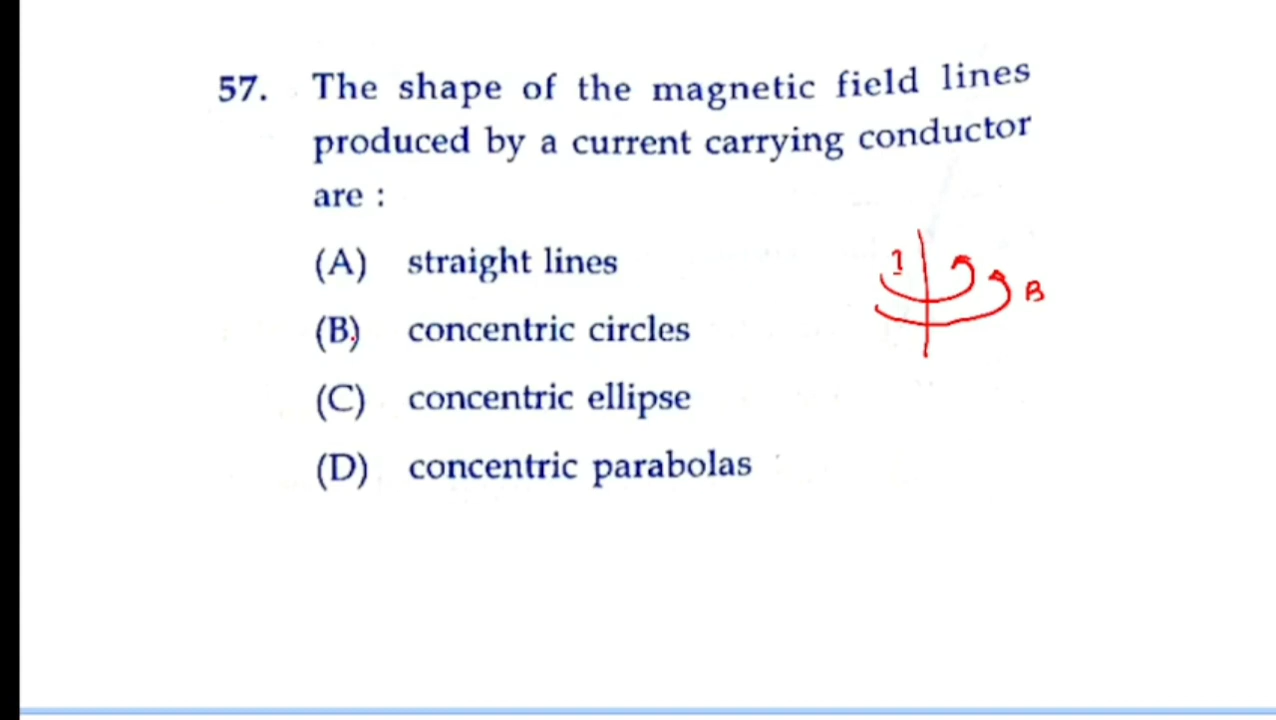 57. The shape of the magnetic field lines
produced by a current carrying conductor
are :
(A) straight lines
(B) concentric circles
(C) concentric ellipse
(D) concentric parabolas
I
B